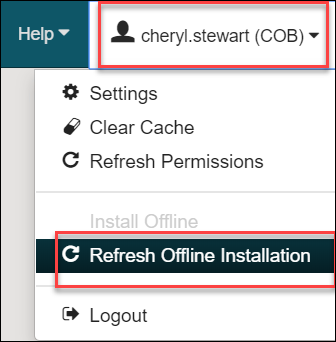 Help
cheryl.stewart (COB)
Settings
Clear Cache
Refresh Permissions
Install Offline
Refresh Offline Installation
Logout